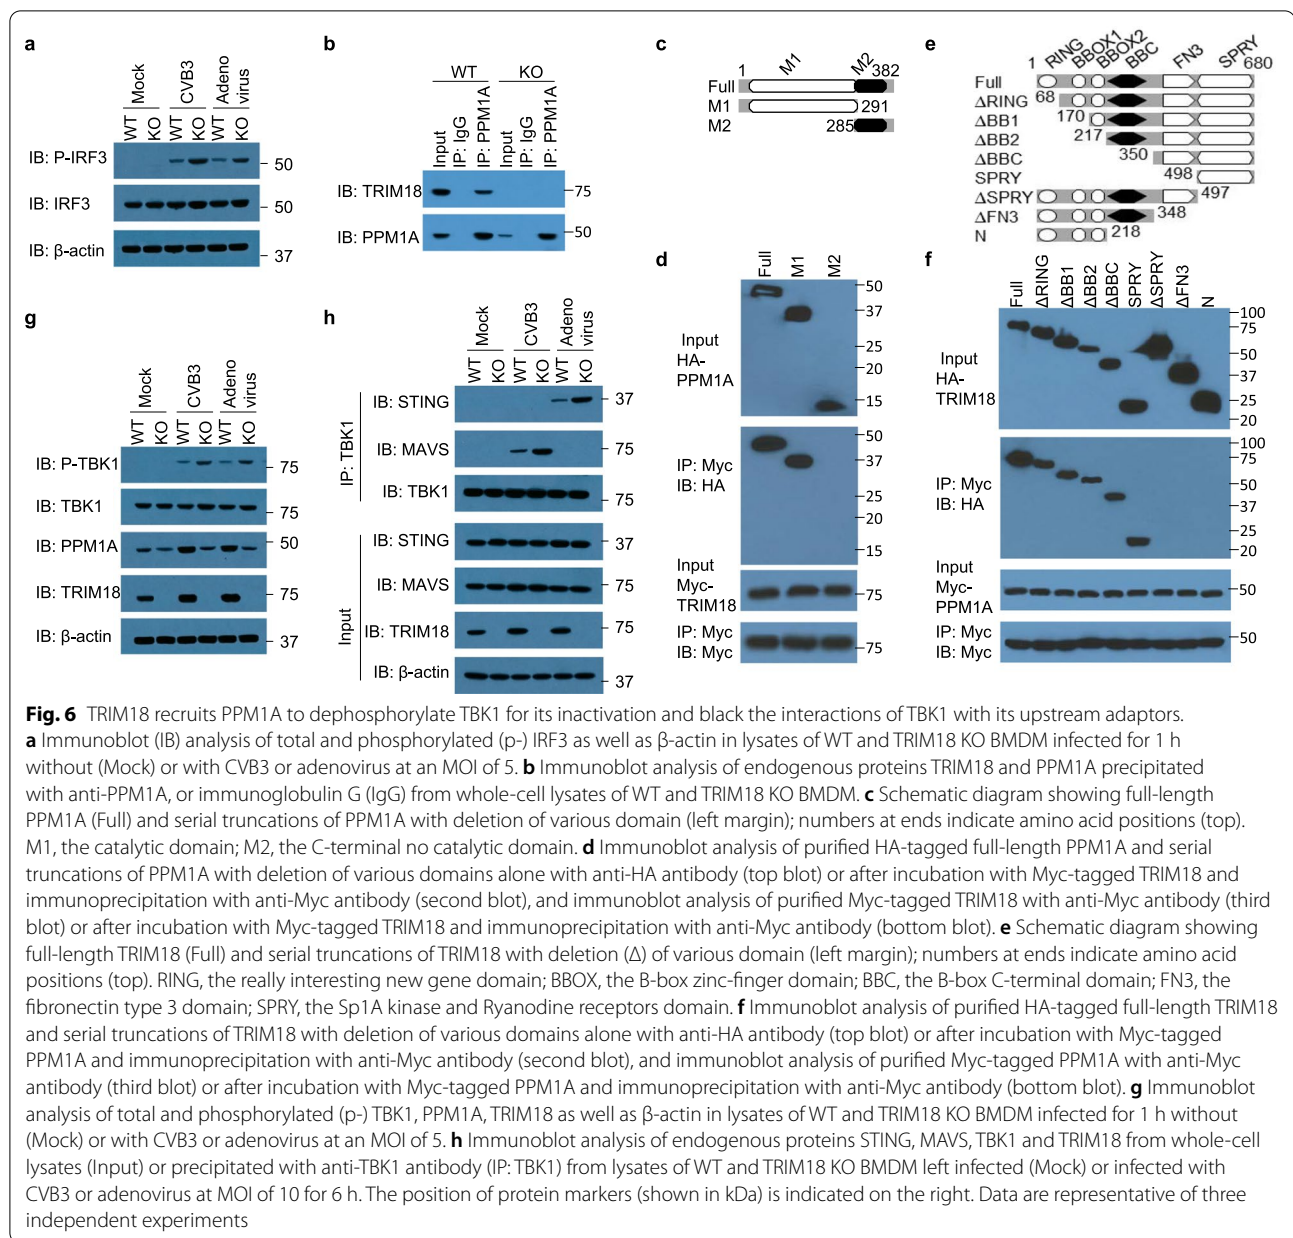 a
Mock
CVB3
Adeno
virus
WT
KO
WT
KO
WT
KO
IB: P-IRF3
50
IB: IRF3
50
IB: β-actin
37
b
WT
KO
Input
IP: IgG
IP: PPM1A
Input
IP: IgG
IP: PPM1A
IB: TRIM18
75
IB: PPM1A
50
c
1
M1
M2
382
Full
M1
291
M2
285
e
1
RING
BBOX1
BBOX2
BBC
FN3
SPRY
680
Full
ΔRING
68
ΔBB1
170
ΔBB2
217
ΔBBC
350
SPRY
498
ΔSPRY
497
ΔFN3
348
N
218
d
Full
M1
M2
Input
HA-
PPM1A
50
37
25
20
15
IP: Myc
IB: HA
50
37
25
20
15
Input
Myc-
TRIM18
75
IP: Myc
IB: Myc
75
f
Full
ΔRING
ΔBB1
ΔBB2
ΔBBC
SPRY
ΔSPRY
ΔFN3
N
Input
HA-
TRIM18
100
75
50
37
25
20
IP: Myc
IB: HA
100
75
50
37
25
20
Input
Myc-
PPM1A
50
IP: Myc
IB: Myc
50
g
Mock
CVB3
Adeno
virus
WT
KO
WT
KO
WT
KO
IB: P-TBK1
75
IB: TBK1
75
IB: PPM1A
50
IB: TRIM18
75
IB: β-actin
37
h
Mock
CVB3
Adeno
virus
WT
KO
WT
KO
WT
KO
IP: TBK1
IB: STING
37
IB: MAVS
75
IB: TBK1
75
Input
IB: STING
37
IB: MAVS
75
IB: TRIM18
75
IB: β-actin
37
Fig. 6 TRIM18 recruits PPM1A to dephosphorylate TBK1 for its inactivation and black the interactions of TBK1 with its upstream adaptors.
a Immunoblot (IB) analysis of total and phosphorylated (p-) IRF3 as well as β-actin in lysates of WT and TRIM18 KO BMDM infected for 1 h
without (Mock) or with CVB3 or adenovirus at an MOI of 5. b Immunoblot analysis of endogenous proteins TRIM18 and PPM1A precipitated
with anti-PPM1A, or immunoglobulin G (IgG) from whole-cell lysates of WT and TRIM18 KO BMDM. c Schematic diagram showing full-length
PPM1A (Full) and serial truncations of PPM1A with deletion of various domain (left margin); numbers at ends indicate amino acid positions (top).
M1, the catalytic domain; M2, the C-terminal no catalytic domain. d Immunoblot analysis of purified HA-tagged full-length PPM1A and serial
truncations of PPM1A with deletion of various domains alone with anti-HA antibody (top blot) or after incubation with Myc-tagged TRIM18 and
immunoprecipitation with anti-Myc antibody (second blot), and immunoblot analysis of purified Myc-tagged TRIM18 with anti-Myc antibody (third
blot) or after incubation with Myc-tagged TRIM18 and immunoprecipitation with anti-Myc antibody (bottom blot). e Schematic diagram showing
full-length TRIM18 (Full) and serial truncations of TRIM18 with deletion (Δ) of various domain (left margin); numbers at ends indicate amino acid
positions (top). RING, the really interesting new gene domain; BBOX, the B-box zinc-finger domain; BBC, the B-box C-terminal domain; FN3, the
fibronectin type 3 domain; SPRY, the Sp1A kinase and Ryanodine receptors domain. f Immunoblot analysis of purified HA-tagged full-length TRIM18
and serial truncations of TRIM18 with deletion of various domains alone with anti-HA antibody (top blot) or after incubation with Myc-tagged
PPM1A and immunoprecipitation with anti-Myc antibody (second blot), and immunoblot analysis of purified Myc-tagged PPM1A with anti-Myc
antibody (third blot) or after incubation with Myc-tagged PPM1A and immunoprecipitation with anti-Myc antibody (bottom blot). g Immunoblot
analysis of total and phosphorylated (p-) TBK1, PPM1A, TRIM18 as well as β-actin in lysates of WT and TRIM18 KO BMDM infected for 1 h without
(Mock) or with CVB3 or adenovirus at an MOI of 5. h Immunoblot analysis of endogenous proteins STING, MAVS, TBK1 and TRIM18 from whole-cell
lysates (Input) or precipitated with anti-TBK1 antibody (IP: TBK1) from lysates of WT and TRIM18 KO BMDM left infected (Mock) or infected with
CVB3 or adenovirus at MOI of 10 for 6 h. The position of protein markers (shown in kDa) is indicated on the right. Data are representative of three
independent experiments